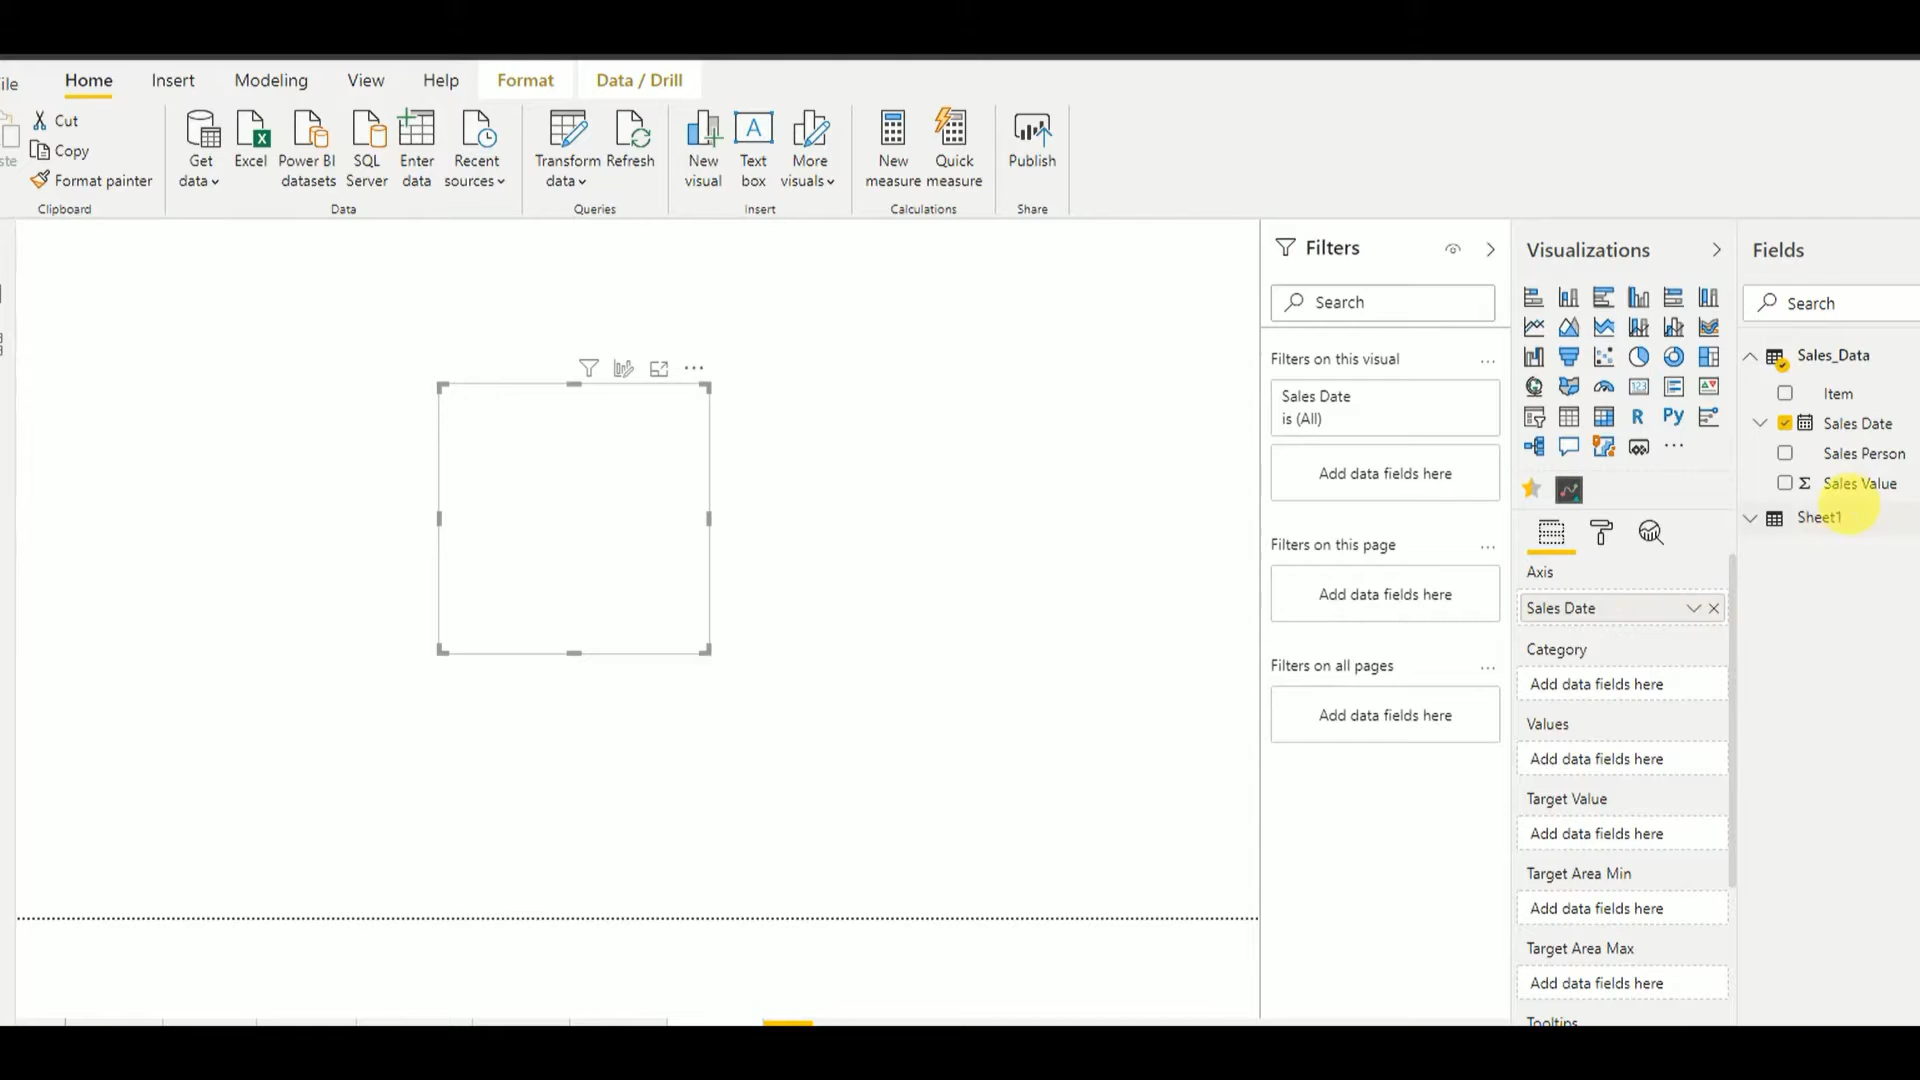 ile
Home
Insert
Modeling
View
Help
Format
Data / Drill
ste
Cut
Copy
Format painter
Clipboard
Get
data
Excel
Power BI
datasets
SQL
Server
Enter
data
Recent
sources
Data
Transform
data
Refresh
Queries
New
visual
Text
box
More
visuals
Insert
New
measure
Quick
measure
Calculations
Publish
Share
Filters
Search
Filters on this visual
Sales Date
is (All)
Add data fields here
Filters on this page
Add data fields here
Filters on all pages
Add data fields here
Visualizations
R
Py
123
Axis
Sales Date
Category
Add data fields here
Values
Add data fields here
Target Value
Add data fields here
Target Area Min
Add data fields here
Target Area Max
Add data fields here
Tooltips
Fields
Search
Sales_Data
Item
Sales Date
Sales Person
Σ Sales Value
Sheet1